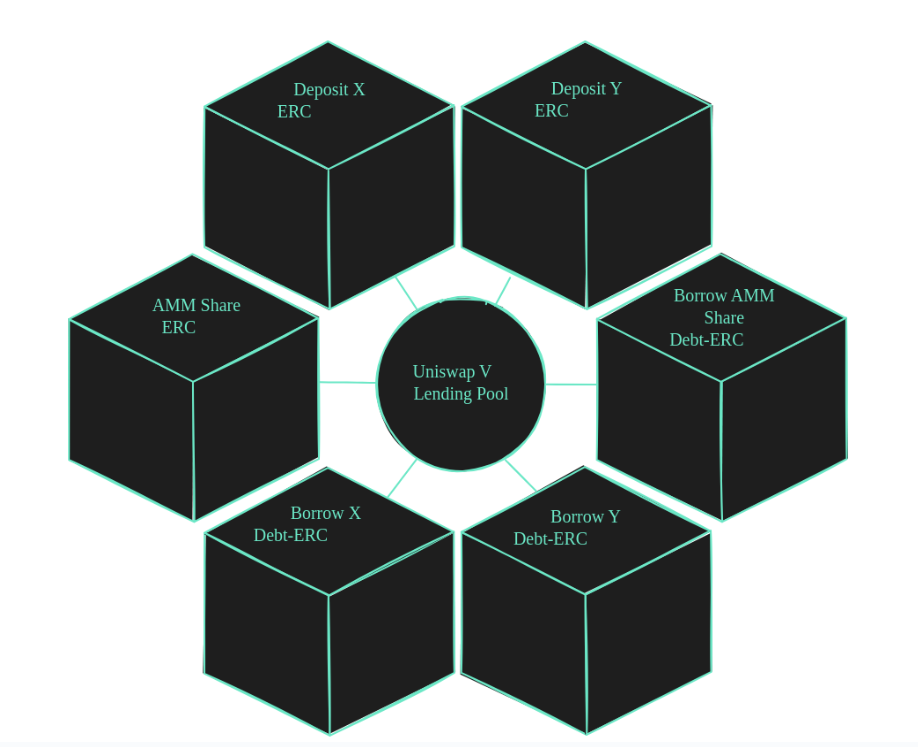 Deposit X
ERC
Deposit Y
ERC
AMM Share
ERC
Borrow AMM
Share
Debt-ERC
Uniswap V
Lending Pool
Borrow X
Debt-ERC
Borrow Y
Debt-ERC